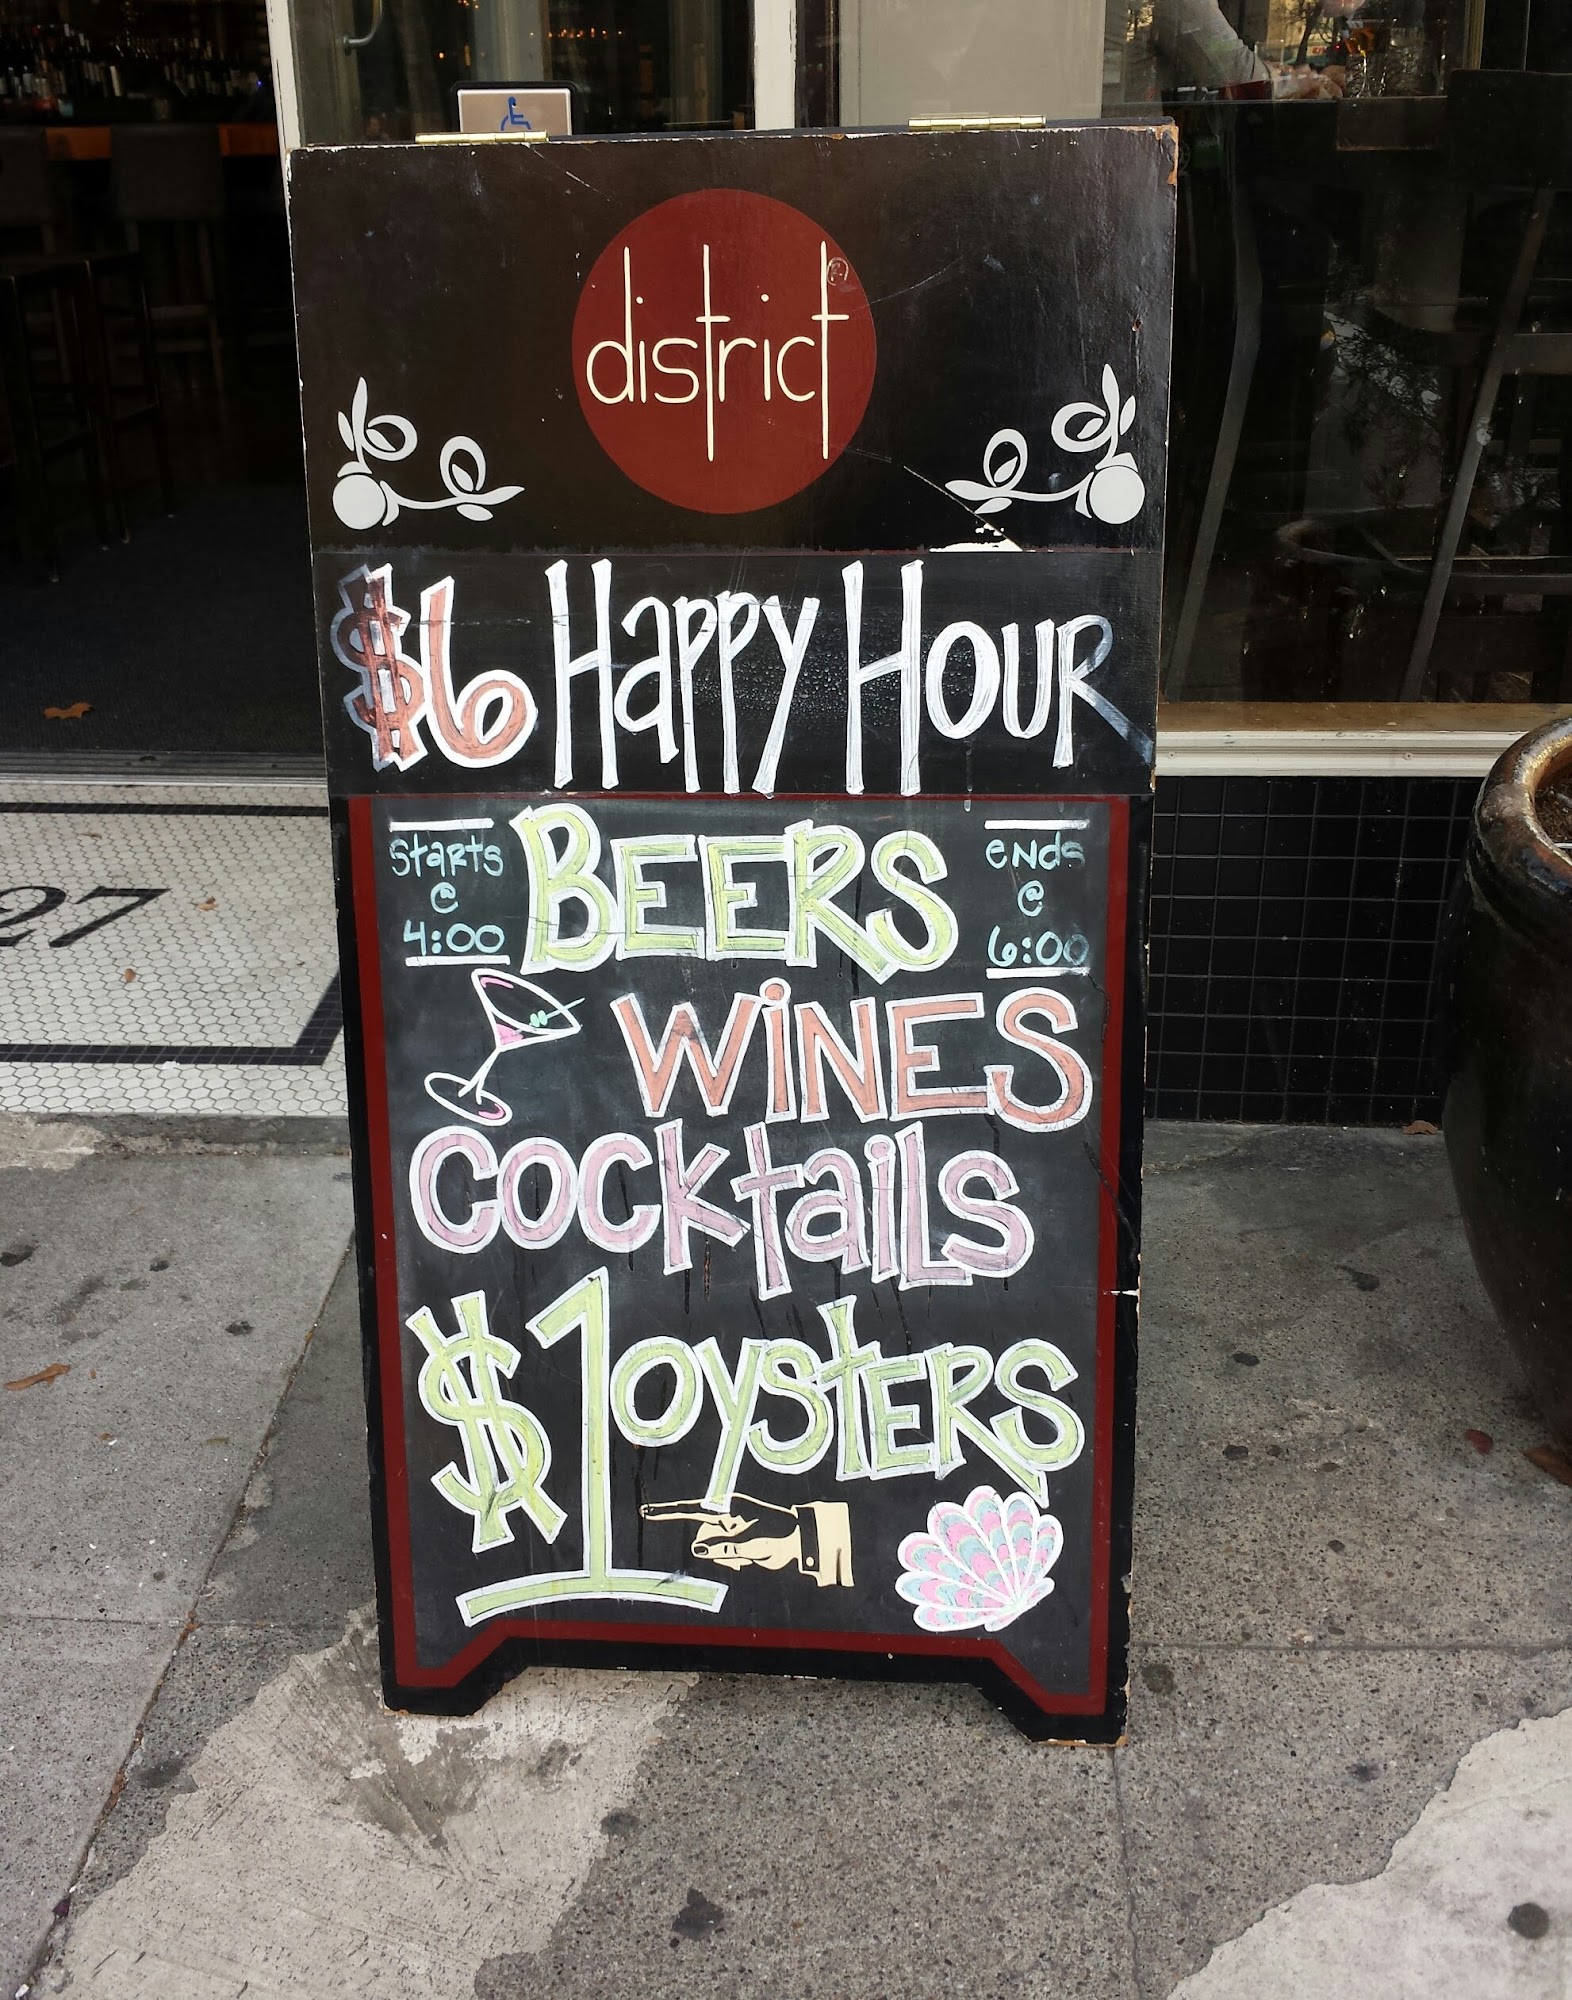 district®
$6 Happy Hour
Starts @ 4:00
BEERS
ENds @ 6:00
WiNES
Cocktails
$1 oysters
27